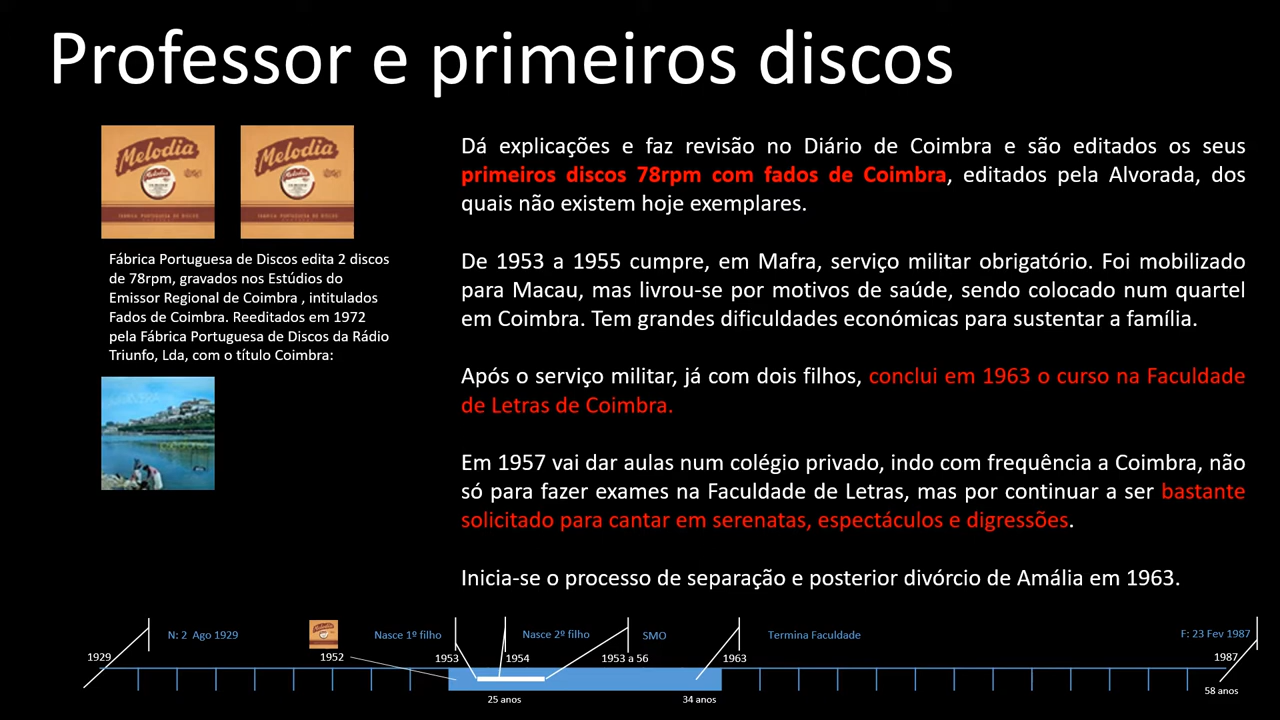 Professor e primeiros discos
Melodia
Melodia
FABRICA PORTUGUESA DE DISCOS
FABRICA PORTUGUESA DE DISCOS
Fábrica Portuguesa de Discos edita 2 discos
de 78rpm, gravados nos Estúdios do
Emissor Regional de Coimbra , intitulados
Fados de Coimbra. Reeditados em 1972
pela Fábrica Portuguesa de Discos da Rádio
Triunfo, Lda, com o título Coimbra:
COIMBRA
Dá explicações e faz revisão no Diário de Coimbra e são editados os seus
primeiros discos 78rpm com fados de Coimbra, editados pela Alvorada, dos
quais não existem hoje exemplares.
De 1953 a 1955 cumpre, em Mafra, serviço militar obrigatório. Foi mobilizado
para Macau, mas livrou-se por motivos de saúde, sendo colocado num quartel
em Coimbra. Tem grandes dificuldades económicas para sustentar a família.
Após o serviço militar, já com dois filhos, conclui em 1963 o curso na Faculdade
de Letras de Coimbra.
Em 1957 vai dar aulas num colégio privado, indo com frequência a Coimbra, não
só para fazer exames na Faculdade de Letras, mas por continuar a ser bastante
solicitado para cantar em serenatas, espectáculos e digressões.
Inicia-se o processo de separação e posterior divórcio de Amália em 1963.
N: 2 Ago 1929
Nasce 1º filho
Nasce 2º filho
SMO
Termina Faculdade
F: 23 Fev 1987
1929
1952
1953
1954
1953 a 56
1963
1987
25 anos
34 anos
58 anos